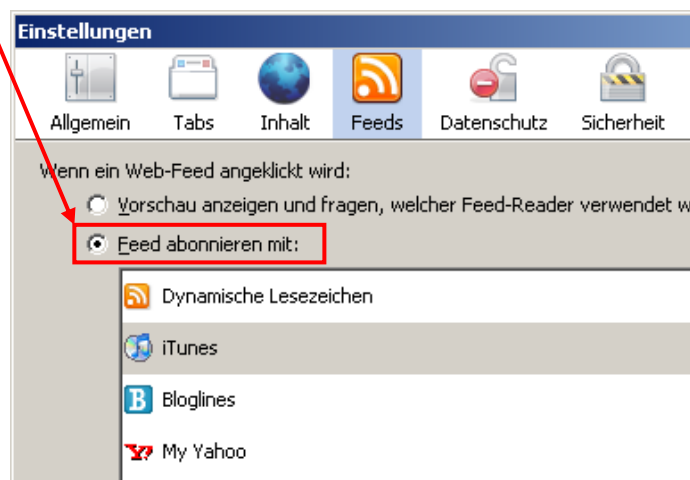 Einstellungen
Allgemein Tabs Inhalt Feeds Datenschutz Sicherheit
Wenn ein Web-Feed angeklickt wird:
Vorschau anzeigen und fragen, welcher Feed-Reader verwendet w
Feed abonnieren mit:
Dynamische Lesezeichen
iTunes
Bloglines
My Yahoo